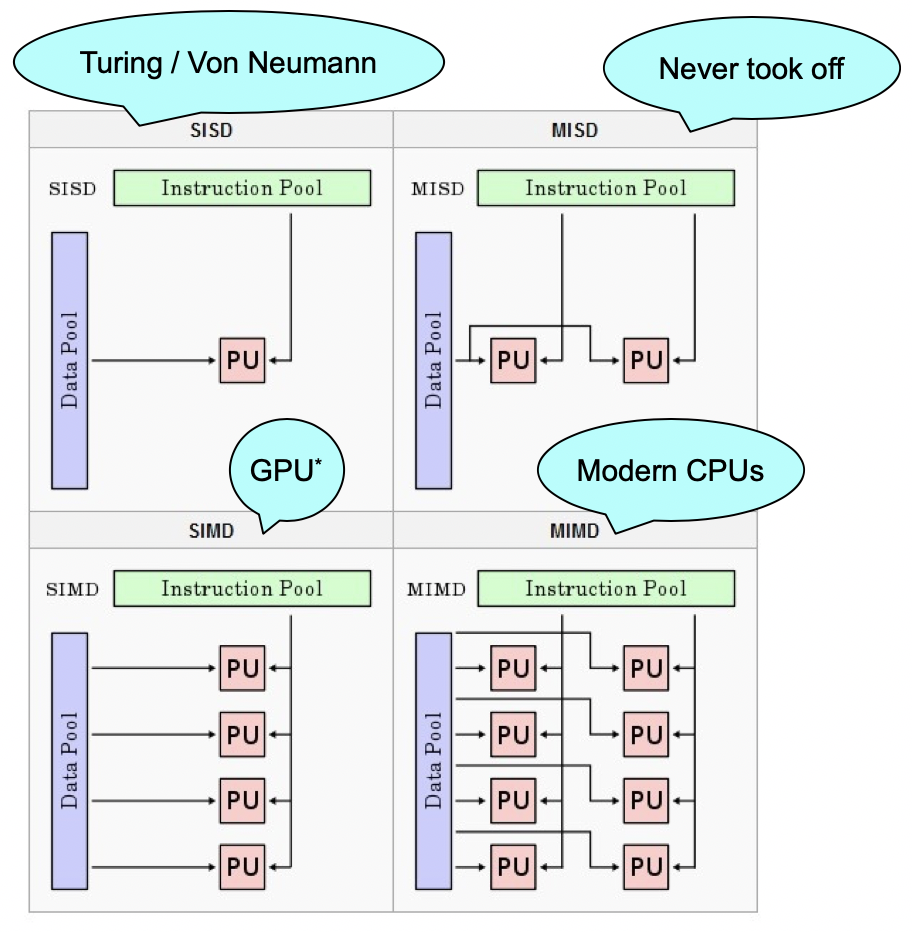 Turing / Von Neumann
Never took off
SISD
MISD
SISD
Instruction Pool
MISD
Instruction Pool
Data Pool
PU
Data Pool
PU
PU
GPU*
Modern CPUs
SIMD
MIMD
SIMD
Instruction Pool
MIMD
Instruction Pool
Data Pool
PU
PU
PU
PU
Data Pool
PU
PU
PU
PU
PU
PU
PU
PU